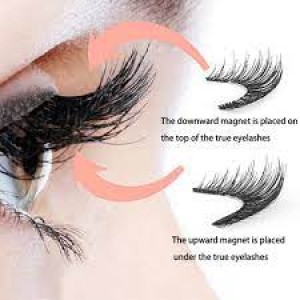 The downward magnet is placed on
the top of the true eyelashes
The upward magnet is placed
under the true eyelashes